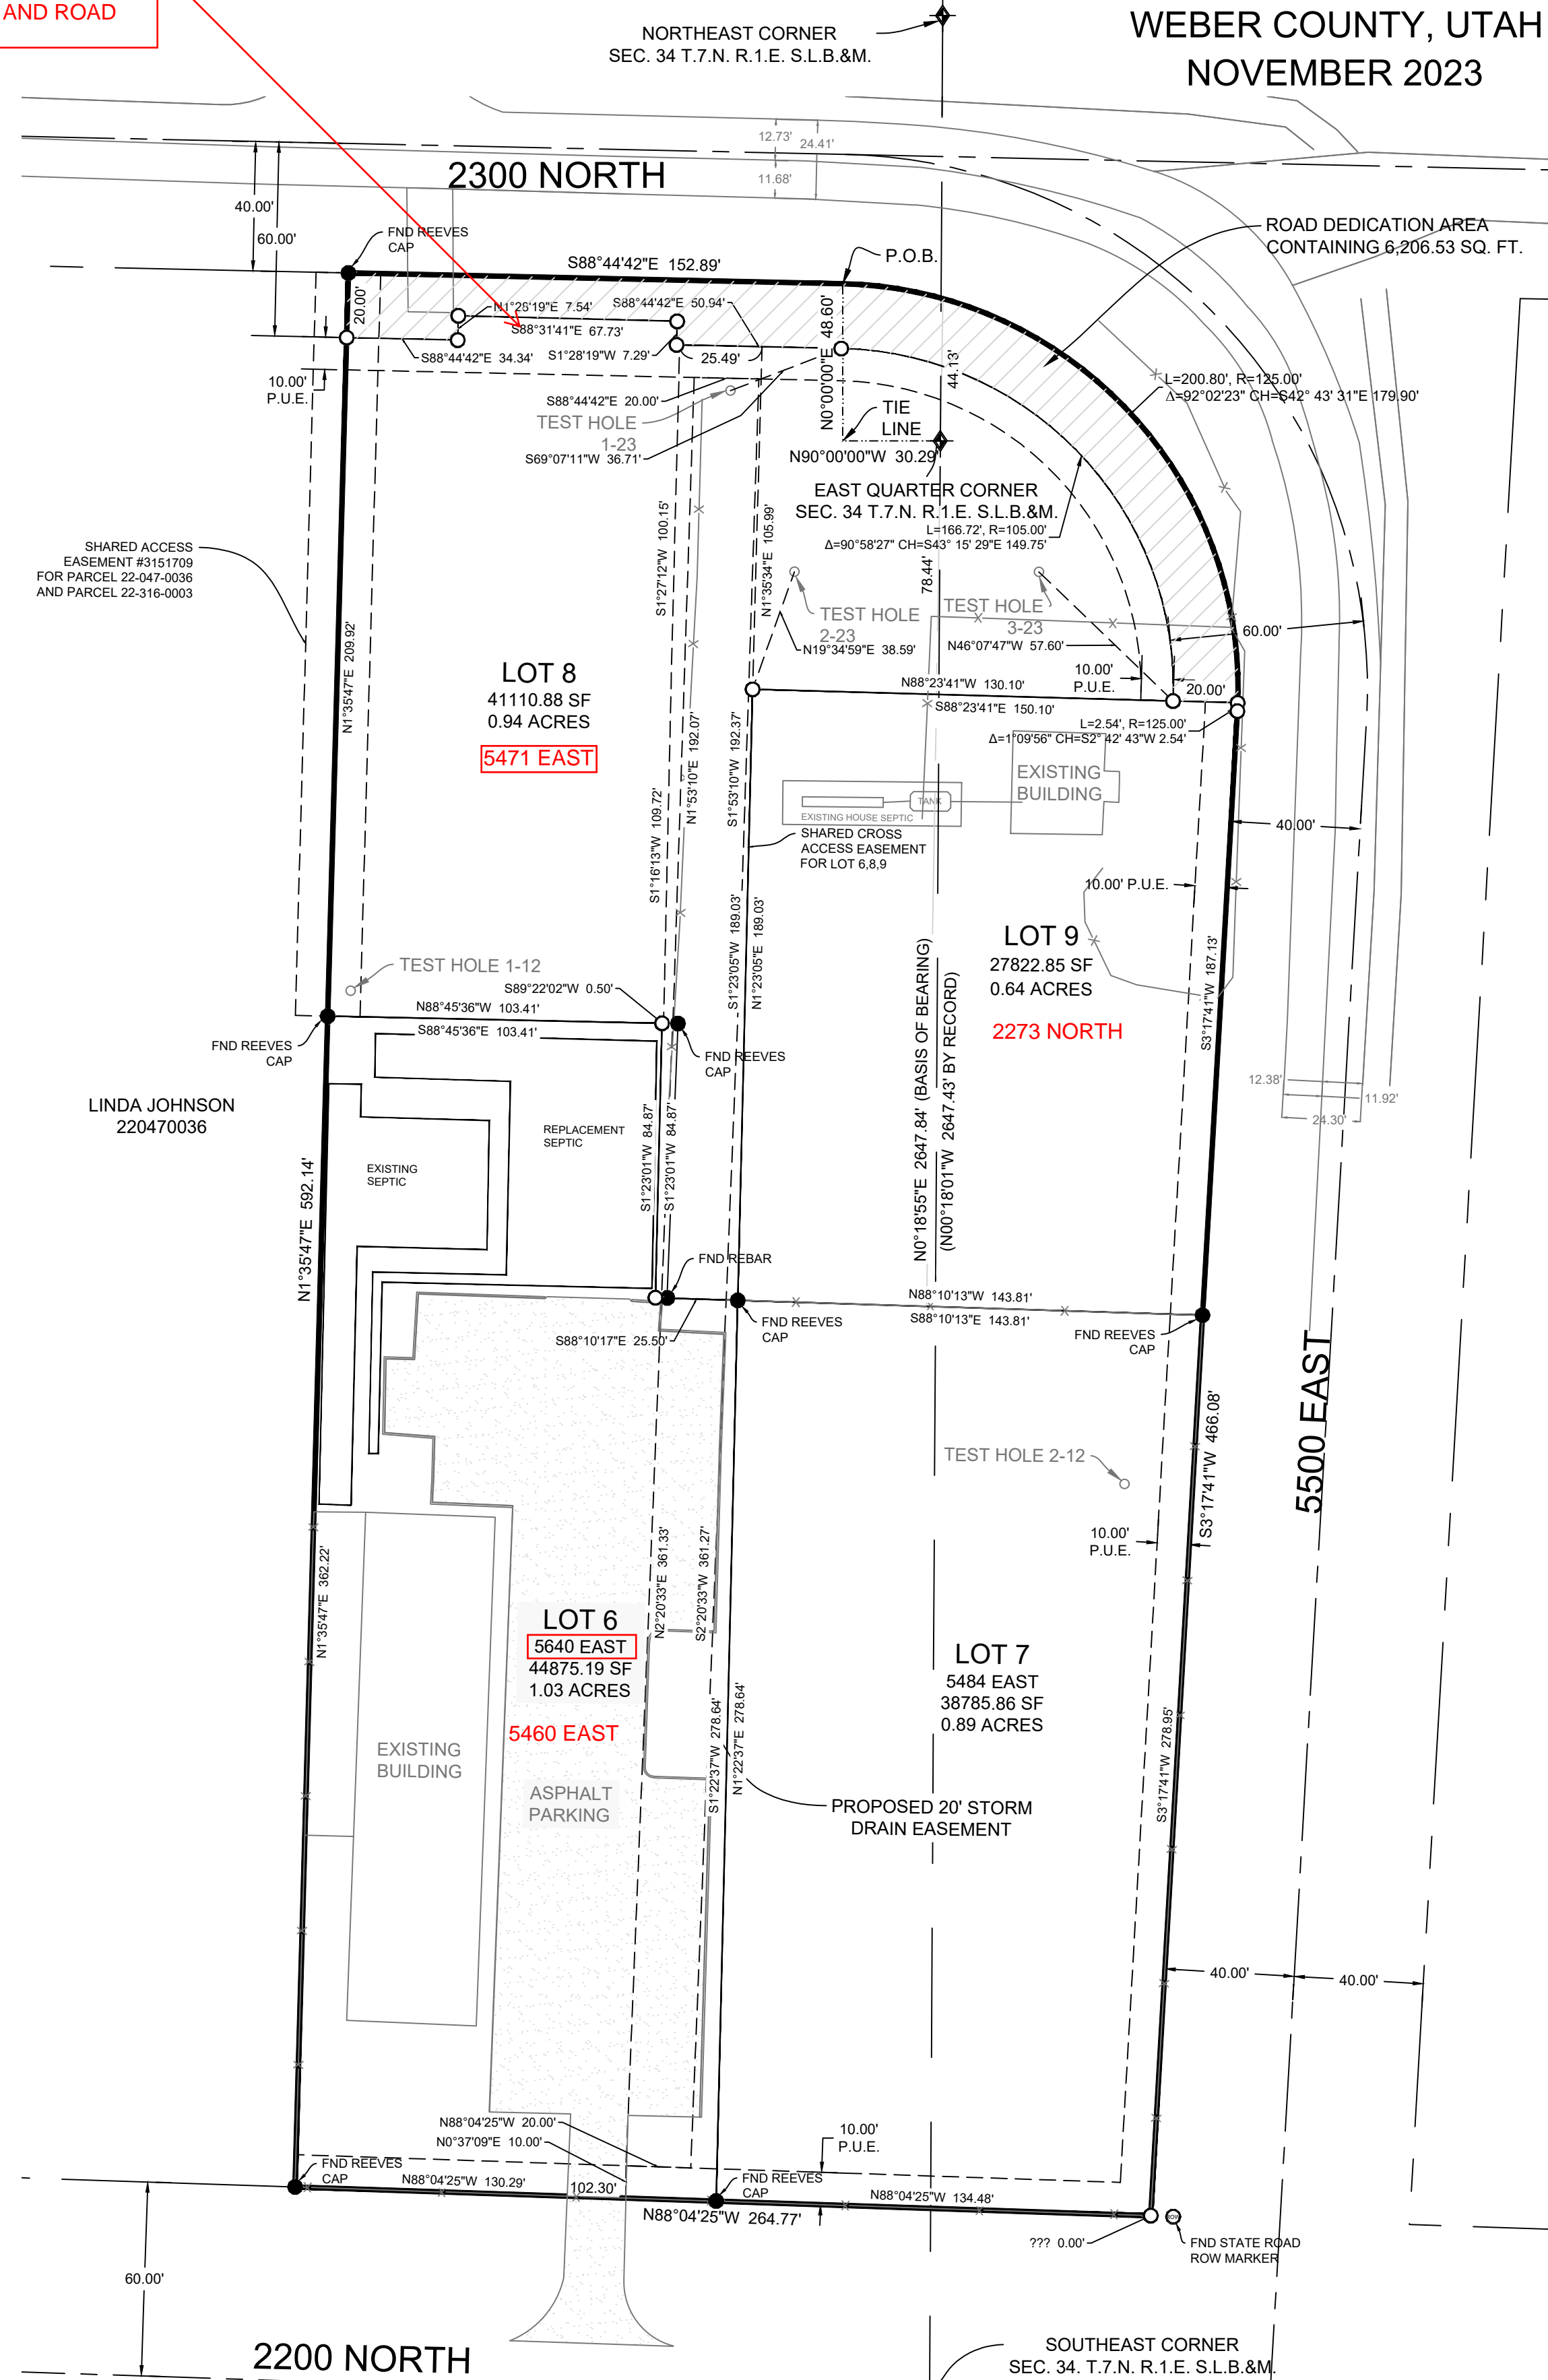 AND ROAD
NORTHEAST CORNER
SEC. 34 T.7.N. R.1.E. S.L.B.&M.
WEBER COUNTY, UTAH
NOVEMBER 2023
12.73'
24.41'
11.68'
2300 NORTH
40.00'
60.00'
FND REEVES
CAP
S88°44'42"E 152.89'
P.O.B.
ROAD DEDICATION AREA
CONTAINING 6,206.53 SQ. FT.
20.00'
N1°25'19"E 7.54'
S88°44'42"E 50.94'
S88°31'41"E 67.73'
S88°44'42"E 34.34'
S1°28'19"W 7.29'
25.49'
N0°00'00"E 48.60'
44.13'
10.00'
P.U.E.
L=200.80', R=125.00'
Δ=92°02'23" CH=S42° 43' 31"E 179.90'
S88°44'42"E 20.00'
TEST HOLE
1-23
TIE
LINE
S69°07'11"W 36.71'
N90°00'00"W 30.29'
EAST QUARTER CORNER
SEC. 34 T.7.N. R.1.E. S.L.B.&M.
L=166.72', R=105.00'
Δ=90°58'27" CH=S43° 15' 29"E 149.75'
SHARED ACCESS
EASEMENT #3151709
FOR PARCEL 22-047-0036
AND PARCEL 22-316-0003
S1°27'12"W 100.15'
N1°35'34"E 105.99'
78.44'
TEST HOLE
2-23
TEST HOLE
3-23
N19°34'59"E 38.59'
N46°07'47"W 57.60'
60.00'
N1°35'47"E 209.92'
LOT 8
41110.88 SF
0.94 ACRES
5471 EAST
10.00'
P.U.E.
N88°23'41"W 130.10'
20.00'
S88°23'41"E 150.10'
L=2.54', R=125.00'
Δ=1°09'56" CH=S2° 42' 43"W 2.54'
N1°53'10"E 192.07'
S1°53'10"W 192.37'
S1°16'13"W 109.72'
EXISTING
BUILDING
TANK
EXISTING HOUSE SEPTIC
SHARED CROSS
ACCESS EASEMENT
FOR LOT 6,8,9
40.00'
10.00' P.U.E.
LOT 9
27822.85 SF
0.64 ACRES
2273 NORTH
S1°23'05"W 189.03'
N1°23'05"E 189.03'
N0°18'55"E 2647.84' (BASIS OF BEARING)
(N00°18'01"W 2647.43' BY RECORD)
S3°17'41"W 187.13'
TEST HOLE 1-12
S89°22'02"W 0.50'
N88°45'36"W 103.41'
S88°45'36"E 103.41'
FND REEVES
CAP
FND REEVES
CAP
LINDA JOHNSON
220470036
12.38'
11.92'
24.30'
REPLACEMENT
SEPTIC
EXISTING
SEPTIC
S1°23'01"W 84.87'
S1°23'01"W 84.87'
N1°35'47"E 592.14'
FND REBAR
N88°10'13"W 143.81'
S88°10'13"E 143.81'
FND REEVES
CAP
FND REEVES
CAP
S88°10'17"E 25.50'
S3°17'41"W 466.08'
5500 EAST
TEST HOLE 2-12
10.00'
P.U.E.
N1°35'47"E 362.22'
N2°20'33"E 361.33'
S2°20'33"W 361.27'
LOT 6
5640 EAST
44875.19 SF
1.03 ACRES
5460 EAST
LOT 7
5484 EAST
38785.86 SF
0.89 ACRES
S1°22'37"W 278.64'
N1°22'37"E 278.64'
S3°17'41"W 278.95'
EXISTING
BUILDING
ASPHALT
PARKING
PROPOSED 20' STORM
DRAIN EASEMENT
40.00'
40.00'
N88°04'25"W 20.00'
N0°37'09"E 10.00'
10.00'
P.U.E.
FND REEVES
CAP
N88°04'25"W 130.29'
102.30'
FND REEVES
CAP
N88°04'25"W 134.48'
N88°04'25"W 264.77'
??? 0.00'
ROW
FND STATE ROAD
ROW MARKER
60.00'
2200 NORTH
SOUTHEAST CORNER
SEC. 34. T.7.N. R.1.E. S.L.B.&M.